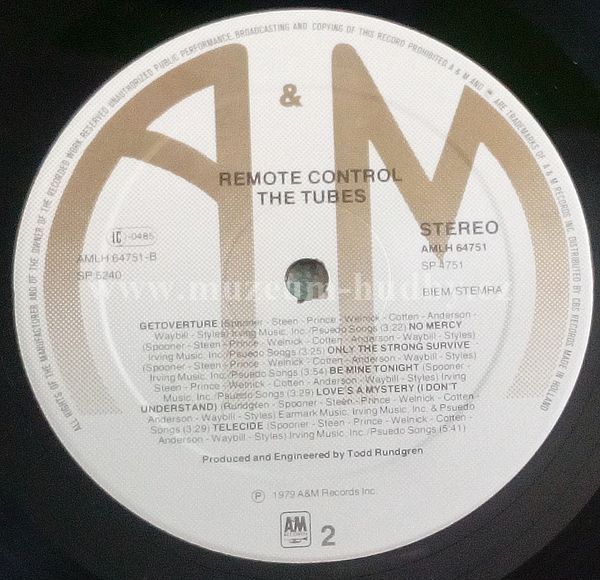 ALL RIGHTS OF THE MANUFACTURER AND OF THE OWNER OF THE RECORDED WORK RESERVED UNAUTHORIZED PUBLIC PERFORMANCE, BROADCASTING AND COPYING OF THIS RECORD PROHIBITED A & M AND ARE TRADEMARKS OF A & M RECORDS INC. DISTRIBUTED BY CBS RECORDS MADE IN HOLLAND
A & M
REMOTE CONTROL
THE TUBES
LC -0485
AMLH 64751-B
SP 5240
STEREO
AMLH 64751
SP 4751
BIEM/STEMRA
GETOVERTURE (Spooner - Steen - Prince - Welnick - Cotten - Anderson -
Waybill - Styles) Irving Music. Inc./Psuedo Songs (3:22) NO MERCY
(Spooner - Steen - Prince - Welnick - Cotten - Anderson - Waybill - Styles)
Irving Music. Inc./Psuedo Songs (3:25) ONLY THE STRONG SURVIVE
(Spooner - Steen - Prince - Welnick - Cotten - Anderson - Waybill - Styles)
Irving Music. Inc./Psuedo Songs (3:54) BE MINE TONIGHT (Spooner -
Steen - Prince - Welnick - Cotten - Anderson - Waybill - Styles) Irving
Music. Inc./Psuedo Songs (3:29) LOVE'S A MYSTERY (I DON'T
UNDERSTAND) (Rundgren - Spooner - Steen - Prince - Welnick - Cotten -
Anderson - Waybill - Styles) Earmark Music. Irving Music. Inc. & Psuedo
Songs (3:29) TELECIDE (Spooner - Steen - Prince - Welnick - Cotten -
Anderson - Waybill - Styles) Irving Music. Inc./Psuedo Songs (5:41)
Produced and Engineered by Todd Rundgren
Ⓟ 1979 A&M Records Inc.
A&M
RECORDS
2